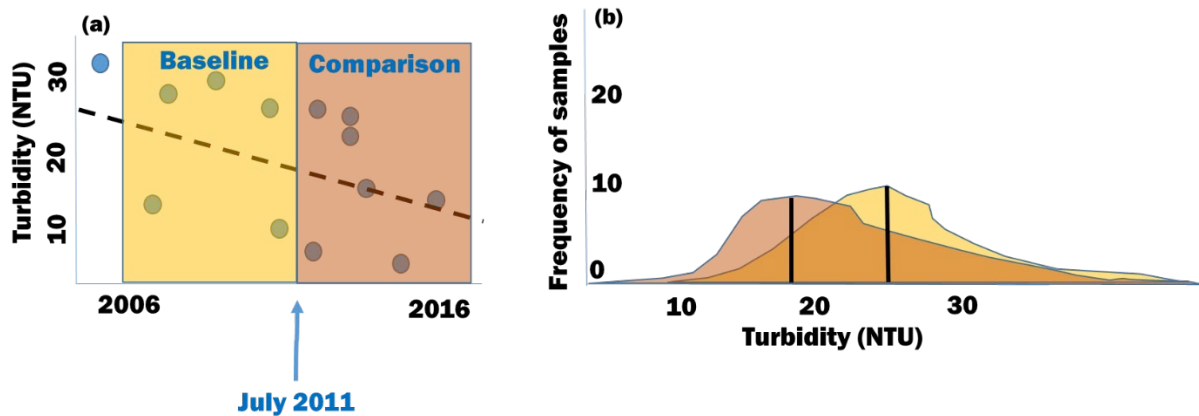 (a)
Baseline
Comparison
Turbidity (NTU)
30
20
10
2006
2016
July 2011
(b)
Frequency of samples
20
10
0
10
20
30
Turbidity (NTU)